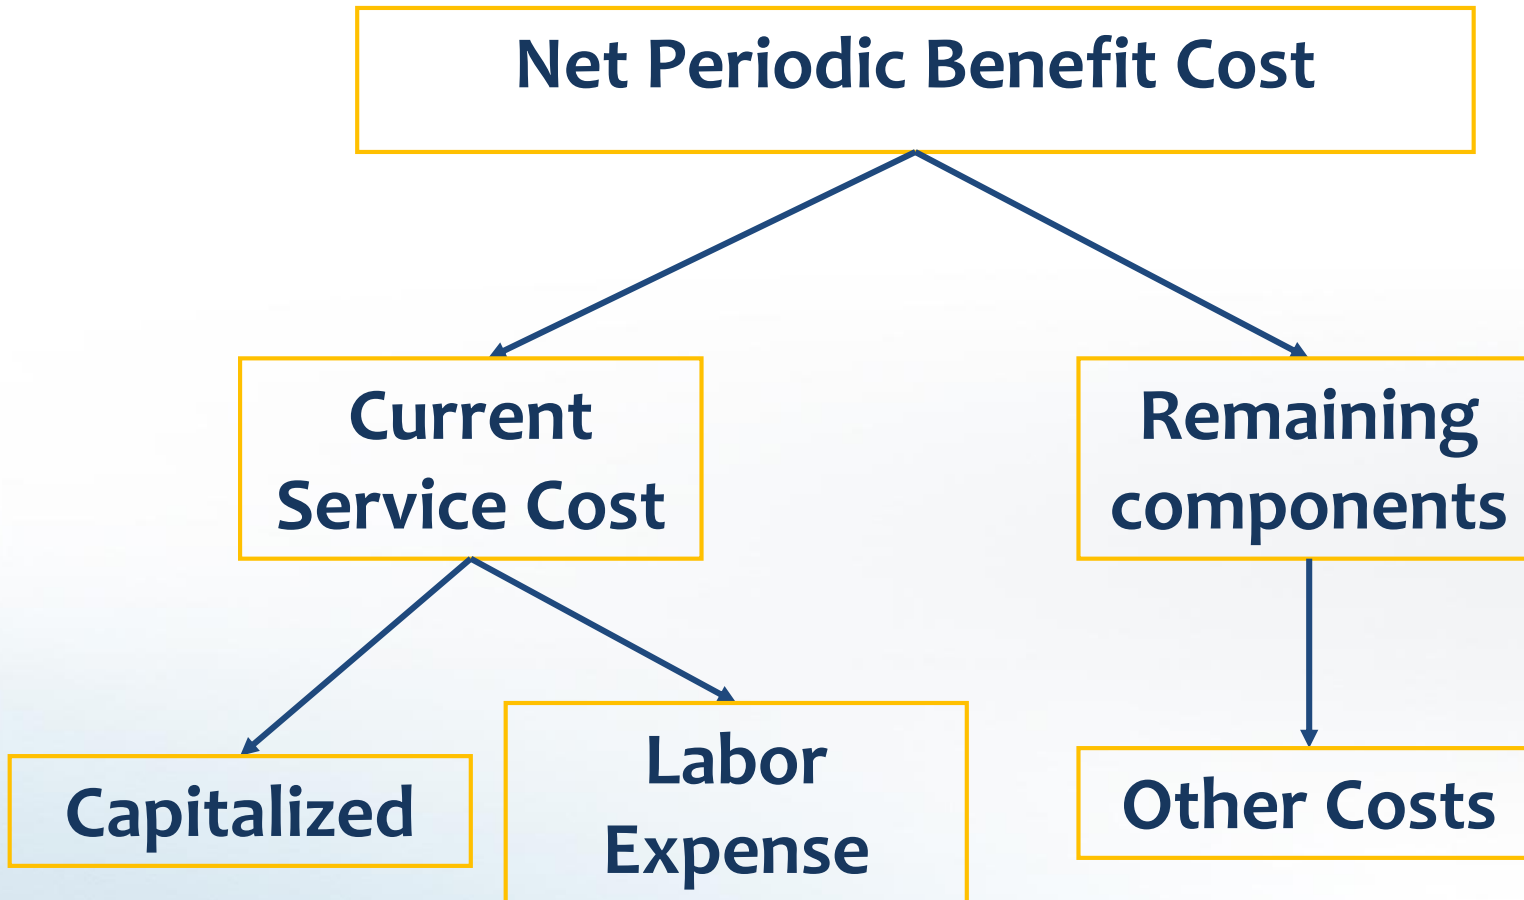 Net Periodic Benefit Cost
Current
Service Cost
Remaining
components
Capitalized
Labor
Expense
Other Costs